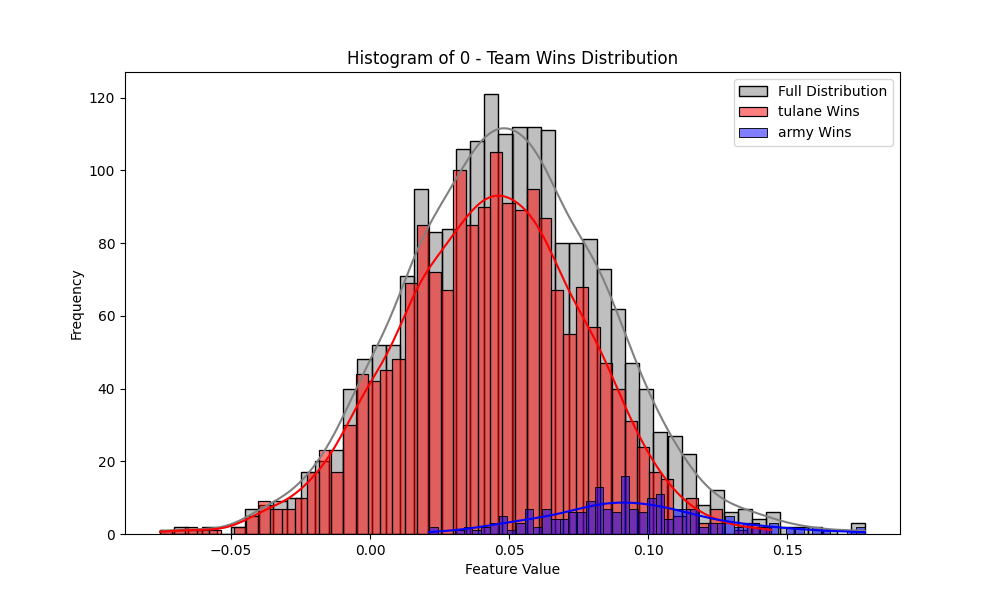 Histogram of 0 - Team Wins Distribution
Full Distribution
tulane Wins
army Wins
120
100
80
60
40
20
0
Frequency
−0.05
0.00
0.05
0.10
0.15
Feature Value